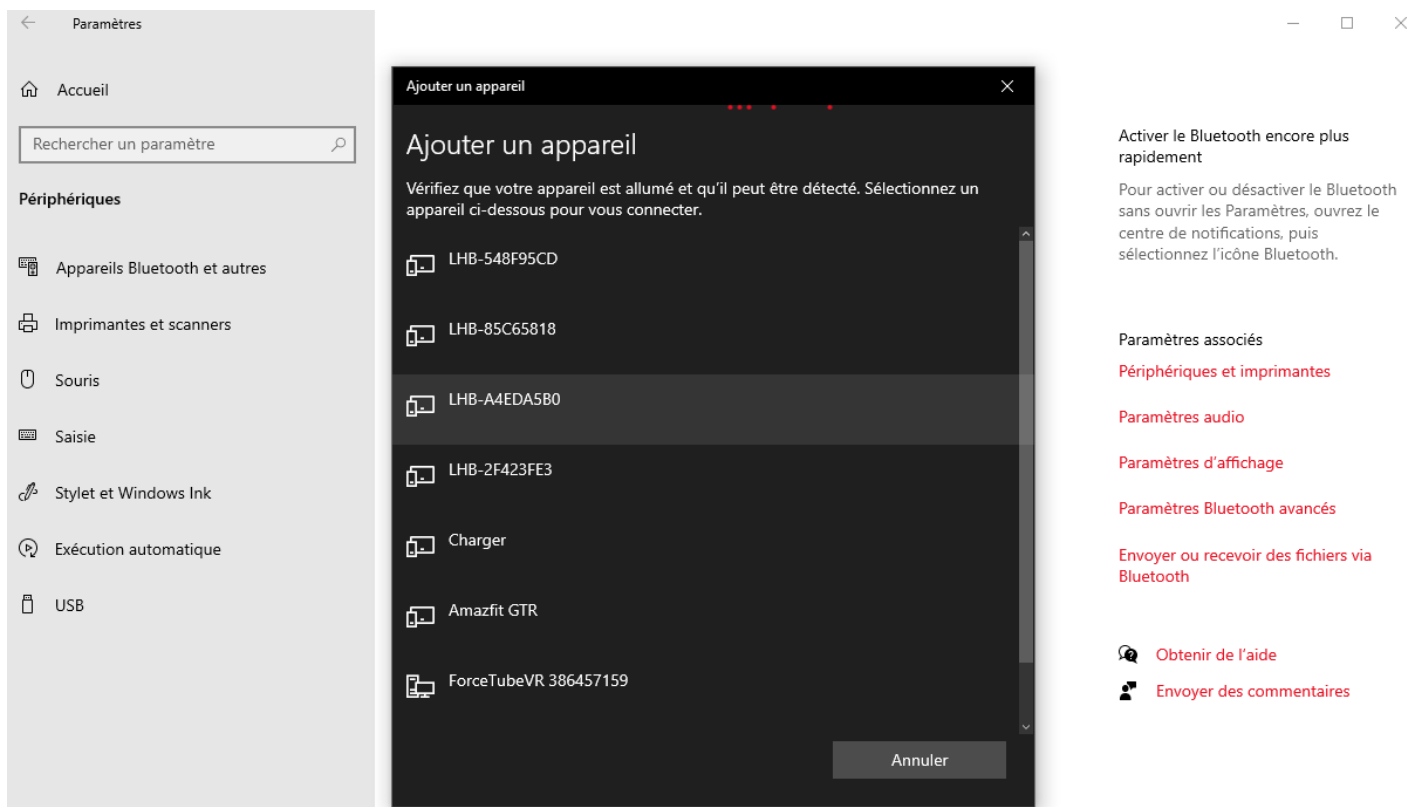 Paramètres
Accueil
Rechercher un paramètre
Périphériques
Appareils Bluetooth et autres
Imprimantes et scanners
Souris
Saisie
Stylet et Windows Ink
Exécution automatique
USB
Ajouter un appareil
Ajouter un appareil
Vérifiez que votre appareil est allumé et qu'il peut être détecté. Sélectionnez un
appareil ci-dessous pour vous connecter.
LHB-548F95CD
LHB-85C65818
LHB-A4EDA5B0
LHB-2F423FE3
Charger
Amazfit GTR
ForceTubeVR 386457159
Annuler
Activer le Bluetooth encore plus
rapidement
Pour activer ou désactiver le Bluetooth
sans ouvrir les Paramètres, ouvrez le
centre de notifications, puis
sélectionnez l'icône Bluetooth.
Paramètres associés
Périphériques et imprimantes
Paramètres audio
Paramètres d'affichage
Paramètres Bluetooth avancés
Envoyer ou recevoir des fichiers via
Bluetooth
Obtenir de l'aide
Envoyer des commentaires